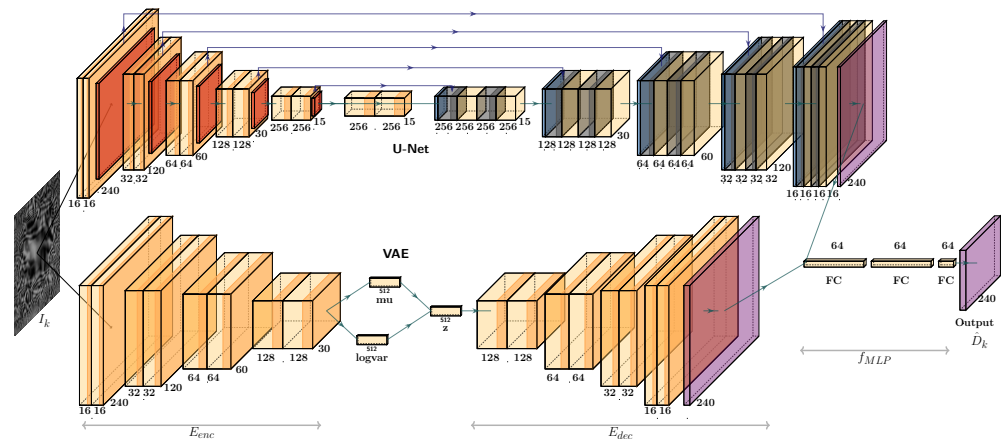 16 16
240
32 32
120
64 64
60
128 128
30
256 256
15
256 256
15
U-Net
256 256 256 256
15
128 128 128 128
30
64 64 64 64
60
32 32 32 32
120
16 16 16 16
240
I_k
16 16
240
32 32
120
64 64
60
128 128
30
VAE
512
mu
512
logvar
512
z
128 128
64 64
32 32
16 16
240
64 64 64
FC FC FC
240
Output
D̂_k
f_MLP
E_enc
E_dec